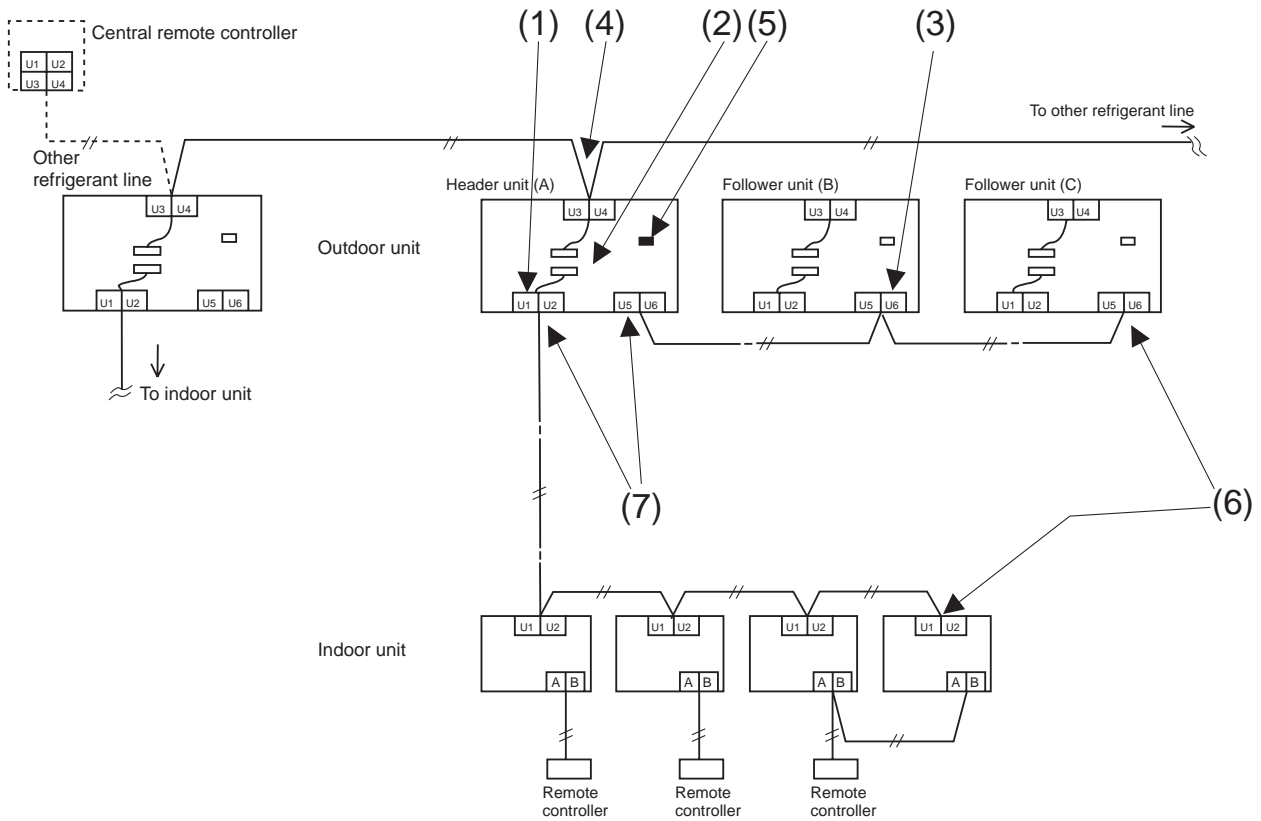 (1) (4) (2) (5) (3)
Central remote controller
U1 U2
U3 U4
To other refrigerant line
Other
refrigerant line
Header unit (A) Follower unit (B) Follower unit (C)
U3 U4 U3 U4 U3 U4 U3 U4
Outdoor unit
U1 U2 U5 U6 U1 U2 U5 U6 U1 U2 U5 U6 U1 U2 U5 U6
To indoor unit
(7) (6)
U1 U2 U1 U2 U1 U2 U1 U2
Indoor unit
A B A B A B A B
Remote
controller
Remote
controller
Remote
controller